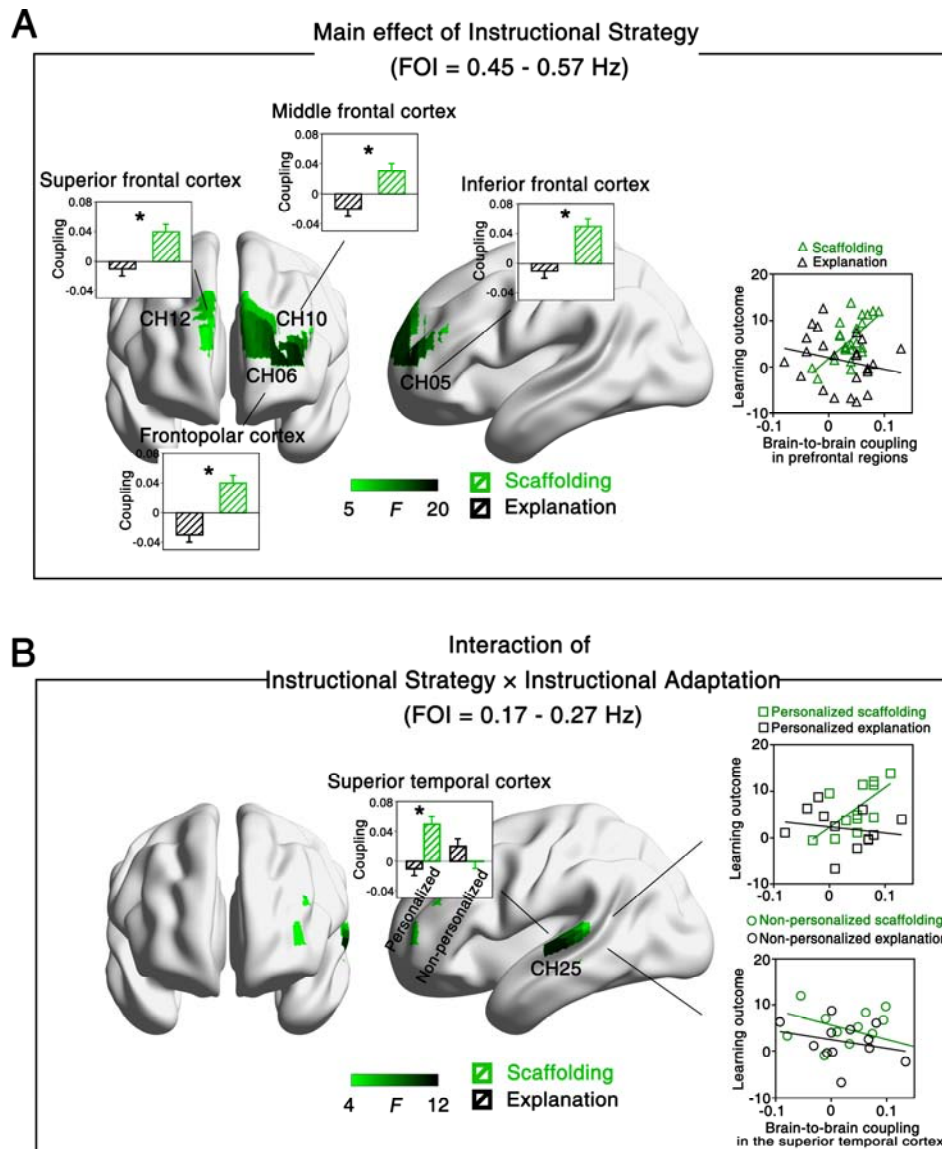 A
Main effect of Instructional Strategy
(FOI = 0.45 - 0.57 Hz)
Middle frontal cortex
0.08
0.04
0
-0.04
Coupling
*
Superior frontal cortex
0.08
0.04
0
-0.04
Coupling
*
Inferior frontal cortex
0.08
0.04
0
-0.04
Coupling
*
CH12
CH10
CH06
CH05
Frontopolar cortex
0.08
0.04
0
-0.04
Coupling
*
5 F 20
Scaffolding
Explanation
Scaffolding
Explanation
20
10
0
-10
Learning outcome
-0.1 0 0.1
Brain-to-brain coupling
in prefrontal regions
B
Interaction of
Instructional Strategy × Instructional Adaptation
(FOI = 0.17 - 0.27 Hz)
Superior temporal cortex
0.08
0.04
0
-0.04
Coupling
*
Personalized
Non-personalized
CH25
4 F 12
Scaffolding
Explanation
Personalized scaffolding
Personalized explanation
20
10
0
-10
Learning outcome
Non-personalized scaffolding
Non-personalized explanation
20
10
0
-10
Learning outcome
-0.1 0 0.1
Brain-to-brain coupling
in the superior temporal cortex